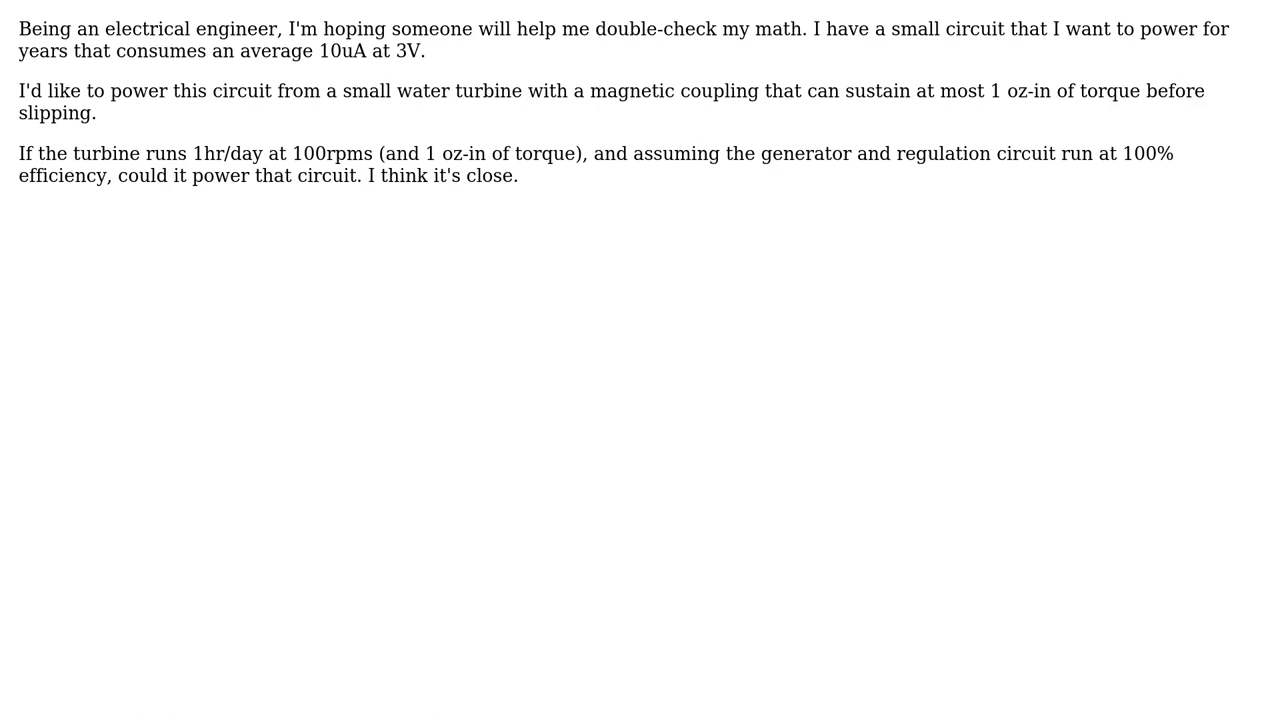 Being an electrical engineer, I'm hoping someone will help me double-check my math. I have a small circuit that I want to power for
years that consumes an average 10uA at 3V.
I'd like to power this circuit from a small water turbine with a magnetic coupling that can sustain at most 1 oz-in of torque before
slipping.
If the turbine runs 1hr/day at 100rpms (and 1 oz-in of torque), and assuming the generator and regulation circuit run at 100%
efficiency, could it power that circuit. I think it's close.